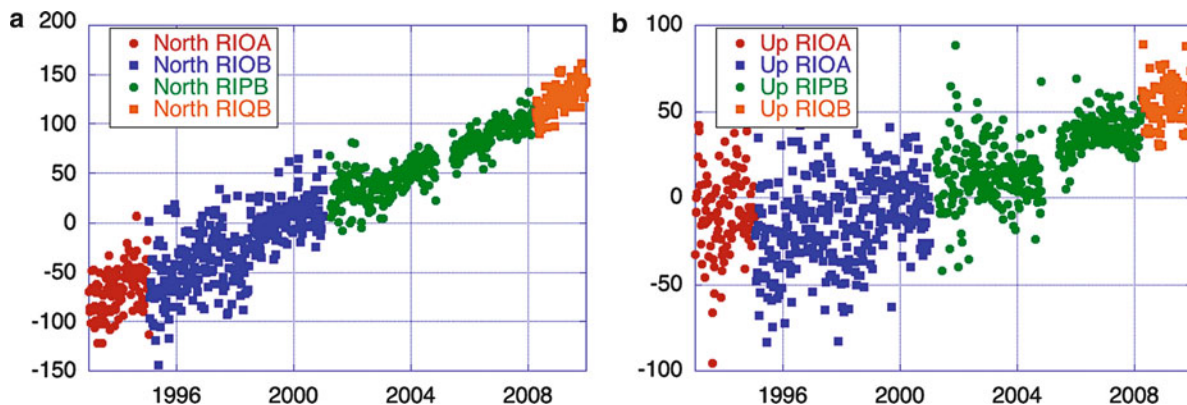 a
200
150
100
50
0
-50
-100
-150
North RIOA
North RIOB
North RIPB
North RIQB
1996
2000
2004
2008
b
100
50
0
-50
-100
Up RIOA
Up RIOA
Up RIPB
Up RIQB
1996
2000
2004
2008